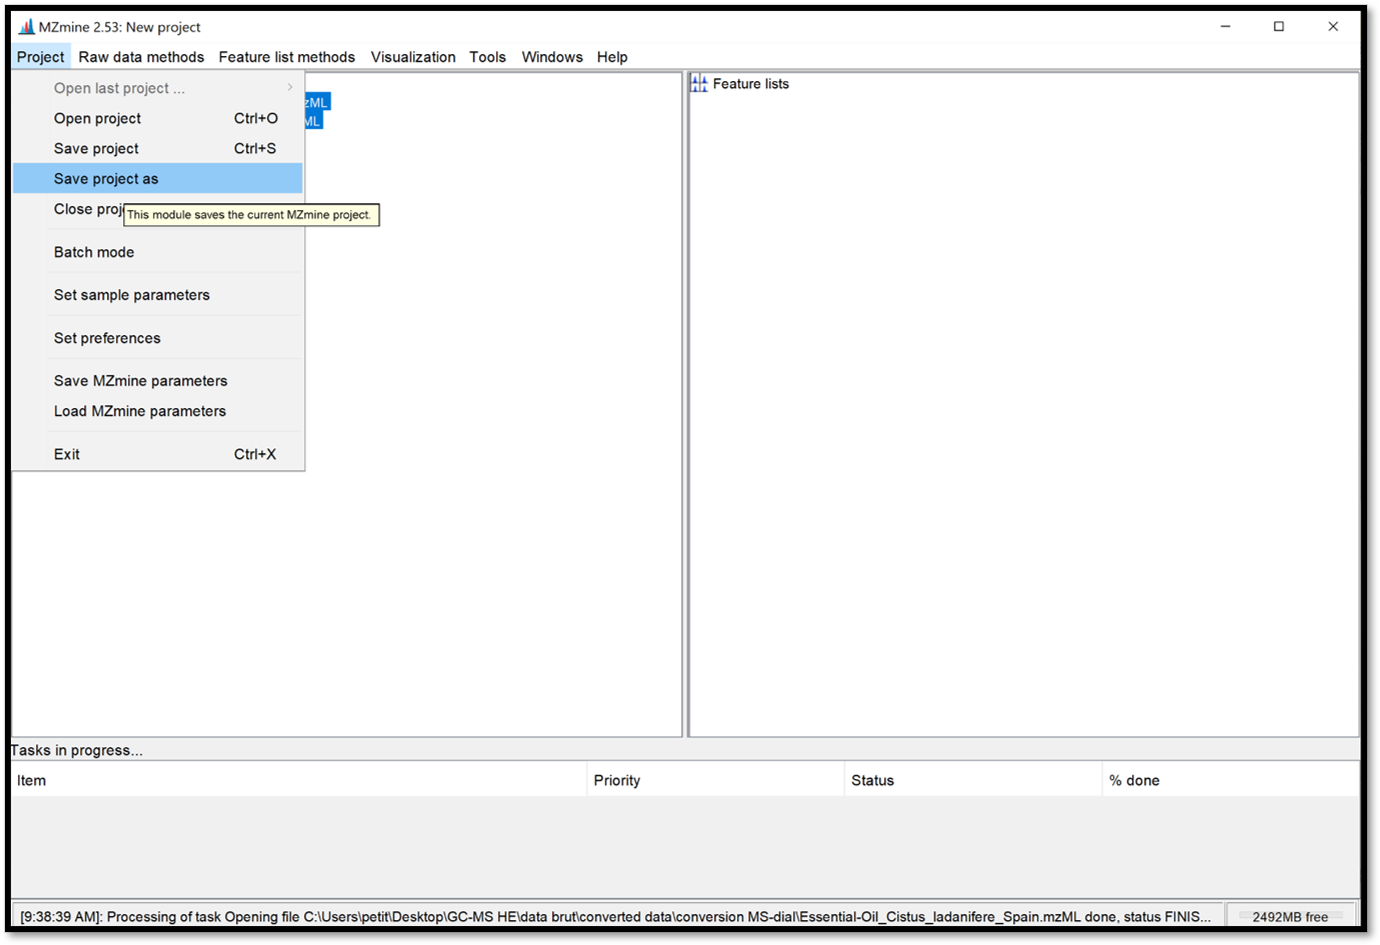 MZmine 2.53: New project
Project Raw data methods Feature list methods Visualization Tools Windows Help
Open last project ...
zML
Feature lists
Open project Ctrl+O
ML
Save project Ctrl+S
Save project as
Close proj
This module saves the current MZmine project.
Batch mode
Set sample parameters
Set preferences
Save MZmine parameters
Load MZmine parameters
Exit Ctrl+X
Tasks in progress...
Item Priority Status % done
[9:38:39 AM]: Processing of task Opening file C:\Users\petit\Desktop\GC-MS HE\data brut\converted data\conversion MS-dial\Essential-Oil_Cistus_ladanifere_Spain.mzML done, status FINIS... 2492MB free